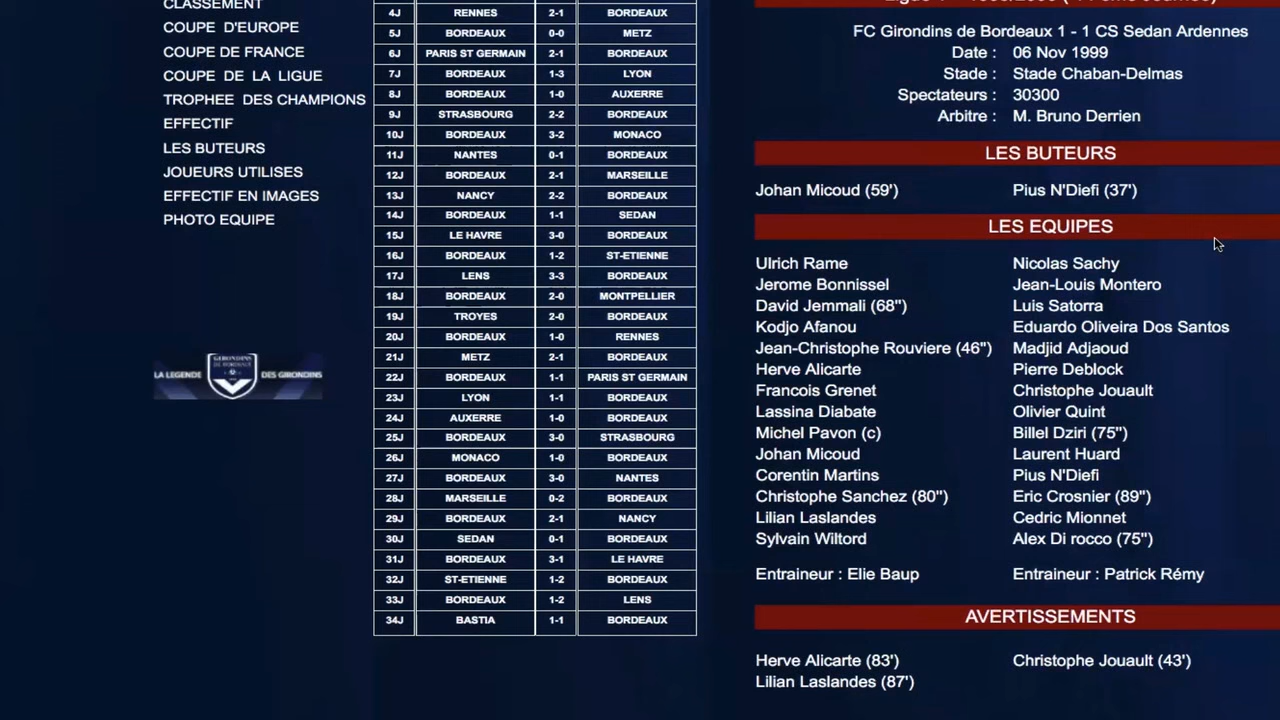 CLASSEMENT
COUPE D'EUROPE
COUPE DE FRANCE
COUPE DE LA LIGUE
TROPHEE DES CHAMPIONS
EFFECTIF
LES BUTEURS
JOUEURS UTILISES
EFFECTIF EN IMAGES
PHOTO EQUIPE
LA LEGENDE GIRONDINS DE BORDEAUX DES GIRONDINS
4J RENNES 2-1 BORDEAUX
5J BORDEAUX 0-0 METZ
6J PARIS ST GERMAIN 2-1 BORDEAUX
7J BORDEAUX 1-3 LYON
8J BORDEAUX 1-0 AUXERRE
9J STRASBOURG 2-2 BORDEAUX
10J BORDEAUX 3-2 MONACO
11J NANTES 0-1 BORDEAUX
12J BORDEAUX 2-1 MARSEILLE
13J NANCY 2-2 BORDEAUX
14J BORDEAUX 1-1 SEDAN
15J LE HAVRE 3-0 BORDEAUX
16J BORDEAUX 1-2 ST-ETIENNE
17J LENS 3-3 BORDEAUX
18J BORDEAUX 2-0 MONTPELLIER
19J TROYES 2-0 BORDEAUX
20J BORDEAUX 1-0 RENNES
21J METZ 2-1 BORDEAUX
22J BORDEAUX 1-1 PARIS ST GERMAIN
23J LYON 1-1 BORDEAUX
24J AUXERRE 1-0 BORDEAUX
25J BORDEAUX 3-0 STRASBOURG
26J MONACO 1-0 BORDEAUX
27J BORDEAUX 3-0 NANTES
28J MARSEILLE 0-2 BORDEAUX
29J BORDEAUX 2-1 NANCY
30J SEDAN 0-1 BORDEAUX
31J BORDEAUX 3-1 LE HAVRE
32J ST-ETIENNE 1-2 BORDEAUX
33J BORDEAUX 1-2 LENS
34J BASTIA 1-1 BORDEAUX
FC Girondins de Bordeaux 1 - 1 CS Sedan Ardennes
Date : 06 Nov 1999
Stade : Stade Chaban-Delmas
Spectateurs : 30300
Arbitre : M. Bruno Derrien
LES BUTEURS
Johan Micoud (59') Pius N'Diefi (37')
LES EQUIPES
Ulrich Rame Nicolas Sachy
Jerome Bonnissel Jean-Louis Montero
David Jemmali (68'') Luis Satorra
Kodjo Afanou Eduardo Oliveira Dos Santos
Jean-Christophe Rouviere (46'') Madjid Adjaoud
Herve Alicarte Pierre Deblock
Francois Grenet Christophe Jouault
Lassina Diabate Olivier Quint
Michel Pavon (c) Billel Dziri (75'')
Johan Micoud Laurent Huard
Corentin Martins Pius N'Diefi
Christophe Sanchez (80'') Eric Crosnier (89'')
Lilian Laslandes Cedric Mionnet
Sylvain Wiltord Alex Di rocco (75'')
Entraineur : Elie Baup Entraineur : Patrick Rémy
AVERTISSEMENTS
Herve Alicarte (83') Christophe Jouault (43')
Lilian Laslandes (87')